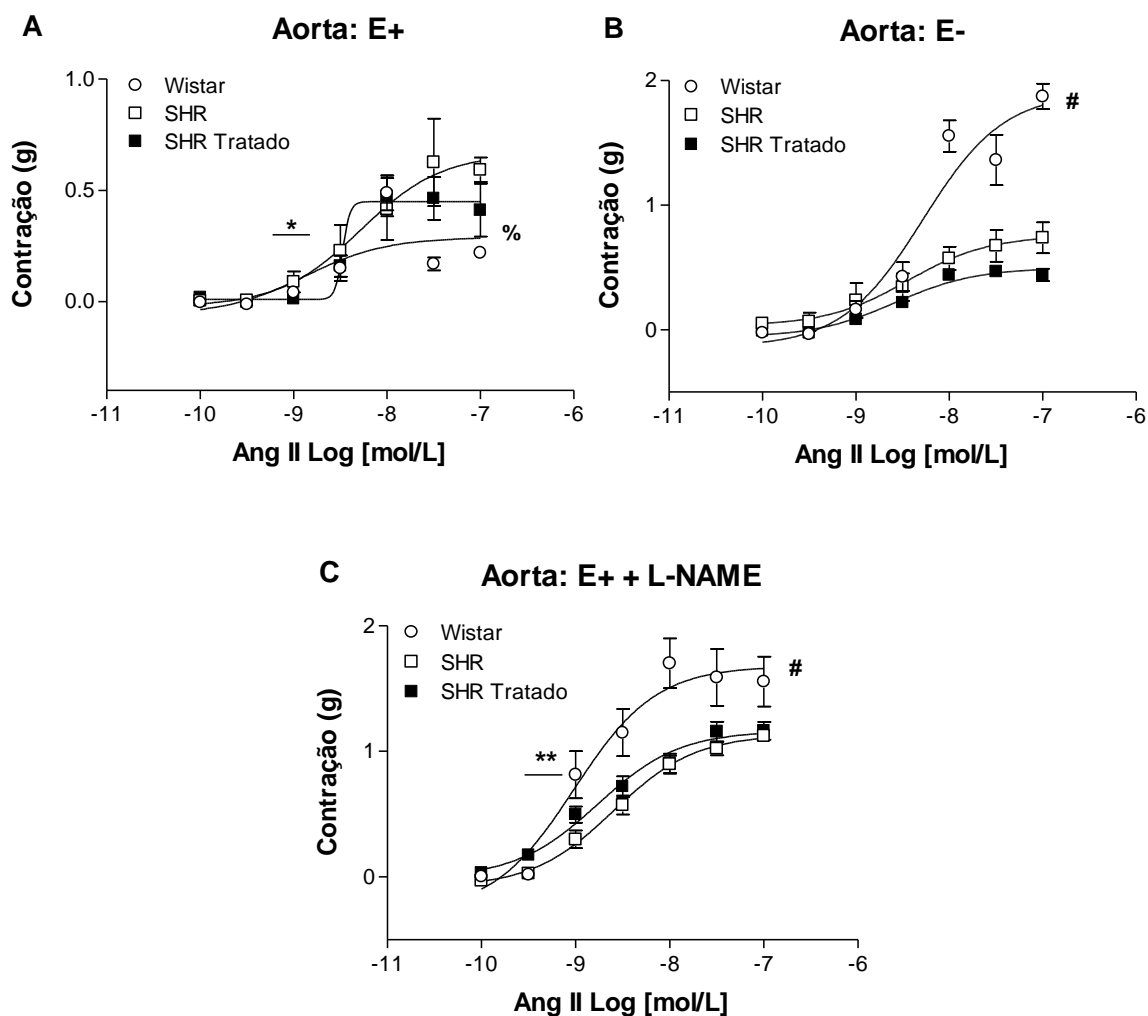 A
Aorta: E+
Wistar
SHR
SHR Tratado
Contração (g)
1.0
0.5
0.0
*
%
-11
-10
-9
-8
-7
-6
Ang II Log [mol/L]
B
Aorta: E-
Wistar
SHR
SHR Tratado
Contração (g)
2
1
0
#
-11
-10
-9
-8
-7
-6
Ang II Log [mol/L]
C
Aorta: E+ + L-NAME
Wistar
SHR
SHR Tratado
Contração (g)
2
1
0
**
#
-11
-10
-9
-8
-7
-6
Ang II Log [mol/L]